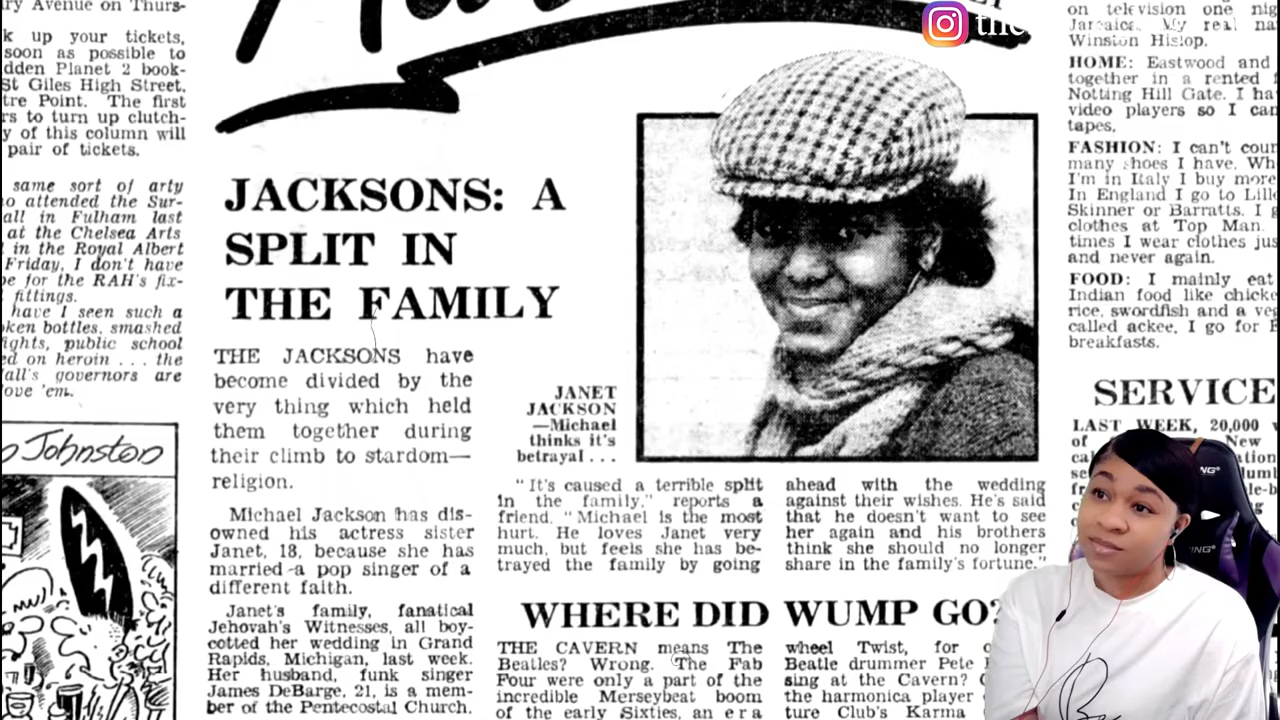 ry Avenue on Thurs-
k up your tickets,
soon as possible to
dden Planet 2 book-
St Giles High Street,
tre Point. The first
rs to turn up clutch-
y of this column will
pair of tickets.
same sort of arty
o attended the Sur-
all in Fulham last
at the Chelsea Arts
in the Royal Albert
Friday, I don't have
be for the RAH's fix-
fittings.
have I seen such a
oken bottles, smashed
ights, public school
ed on heroin . . . the
all's governors are
ove 'em.
Johnston
JACKSONS: A
SPLIT IN
THE FAMILY
THE JACKSONS have
become divided by the
very thing which held
them together during
their climb to stardom—
religion.
Michael Jackson has dis-
owned his actress sister
Janet, 18, because she has
married a pop singer of a
different faith.
Janet's family, fanatical
Jehovah's Witnesses, all boy-
cotted her wedding in Grand
Rapids, Michigan, last week.
Her husband, funk singer
James DeBarge, 21, is a mem-
ber of the Pentecostal Church.
JANET
JACKSON
—Michael
thinks it's
betrayal . . .
"It's caused a terrible split
in the family," reports a
friend. "Michael is the most
hurt. He loves Janet very
much, but feels she has be-
trayed the family by going
ahead with the wedding
against their wishes. He's said
that he doesn't want to see
her again and his brothers
think she should no longer
share in the family's fortune."
WHERE DID WUMP GO?
THE CAVERN means The
Beatles? Wrong. The Fab
Four were only a part of the
incredible Merseybeat boom
of the early Sixties, an era
wheel Twist, for
Beatle drummer Pete
sing at the Cavern?
the harmonica player
ture Club's Karma
the
on television one nig
Jamaica. My real na
Winston Hislop.
HOME: Eastwood and
together in a rented
Notting Hill Gate. I ha
video players so I can
tapes.
FASHION: I can't cour
many shoes I have. Wh
I'm in Italy I buy more
In England I go to Lill
Skinner or Barratts. I g
clothes at Top Man.
times I wear clothes jus
and never again.
FOOD: I mainly eat
Indian food like chicke
rice, swordfish and a veg
called ackee. I go for
breakfasts.
SERVICE
LAST WEEK, 20,000
of New